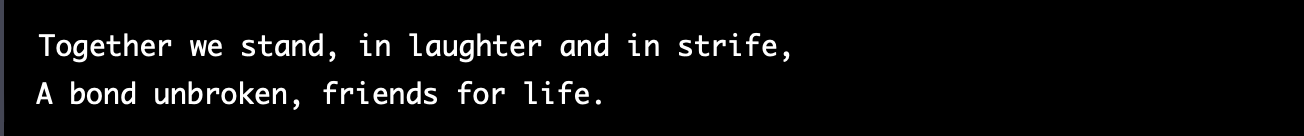 Together we stand, in laughter and in strife,
A bond unbroken, friends for life.